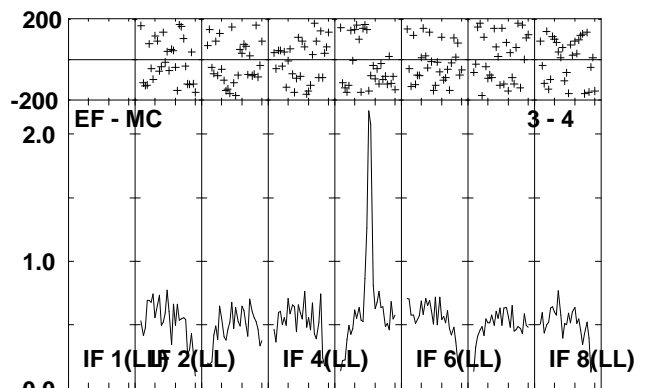 200
-200
EF - MC 3 - 4
2.0
1.0
IF 1(LL) IF 2(LL) IF 4(LL) IF 6(LL) IF 8(LL)
0.0